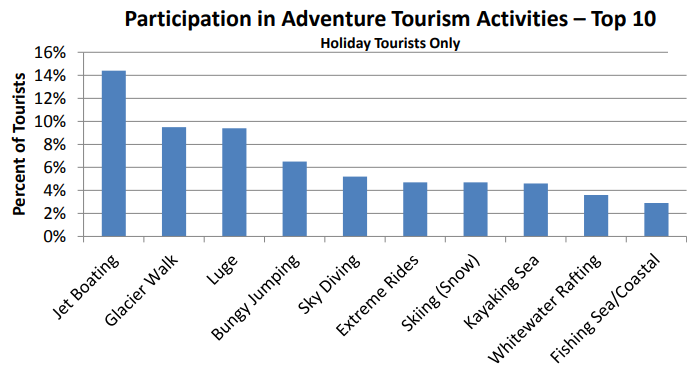 Participation in Adventure Tourism Activities – Top 10
Holiday Tourists Only
Percent of Tourists
16%
14%
12%
10%
8%
6%
4%
2%
0%
Jet Boating
Glacier Walk
Luge
Bungy Jumping
Sky Diving
Extreme Rides
Skiing (Snow)
Kayaking Sea
Whitewater Rafting
Fishing Sea/Coastal